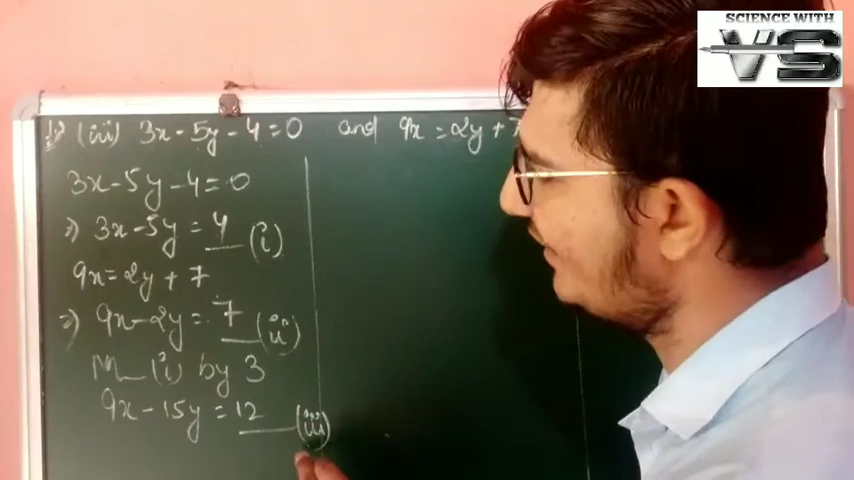 SCIENCE WITH
VS
(iii) 3x-5y-4=0 and 9x=2y+
3x-5y-4=0
⇒ 3x-5y=4 (i)
9x=2y+7
⇒ 9x-2y=7 (ii)
(i) by 3
9x-15y=12 (iii)